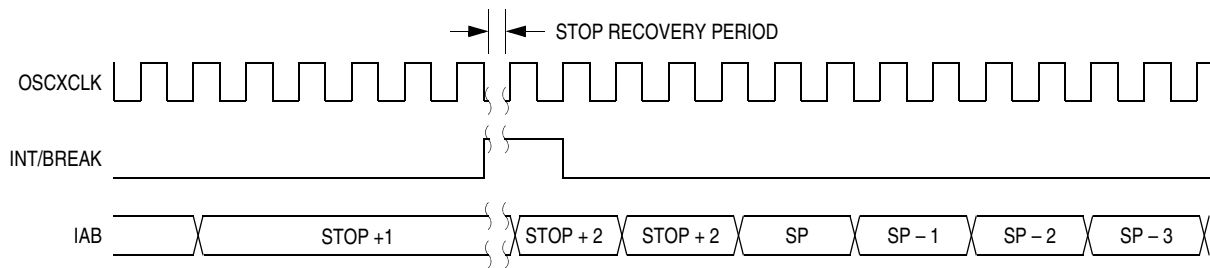 STOP RECOVERY PERIOD
OSCXCLK
INT/BREAK
IAB STOP +1 STOP + 2 STOP + 2 SP SP – 1 SP – 2 SP – 3